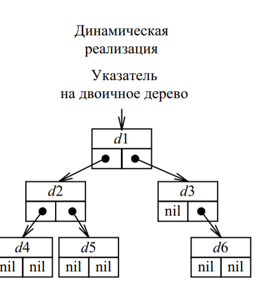 Динамическая
реализация
Указатель
на двоичное дерево
d1
d2
d3
nil
d4
d5
d6
nil nil
nil nil
nil nil